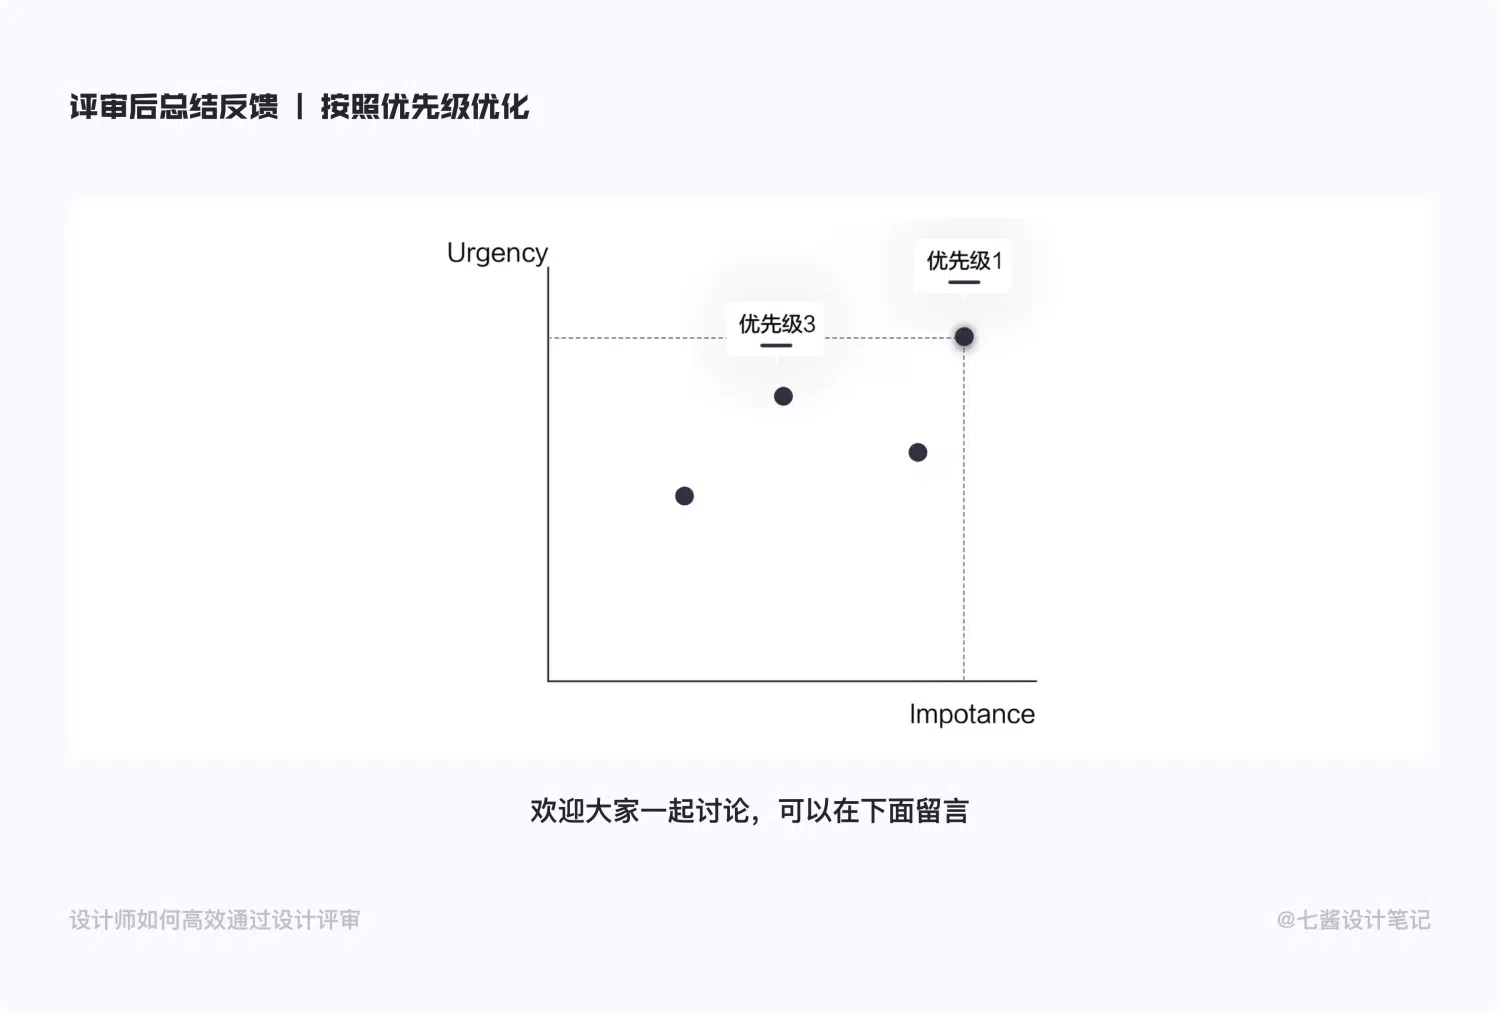 评审后总结反馈 | 按照优先级优化
Urgency
优先级1
优先级3
Impotance
欢迎大家一起讨论，可以在下面留言
设计师如何高效通过设计评审
@七酱设计笔记